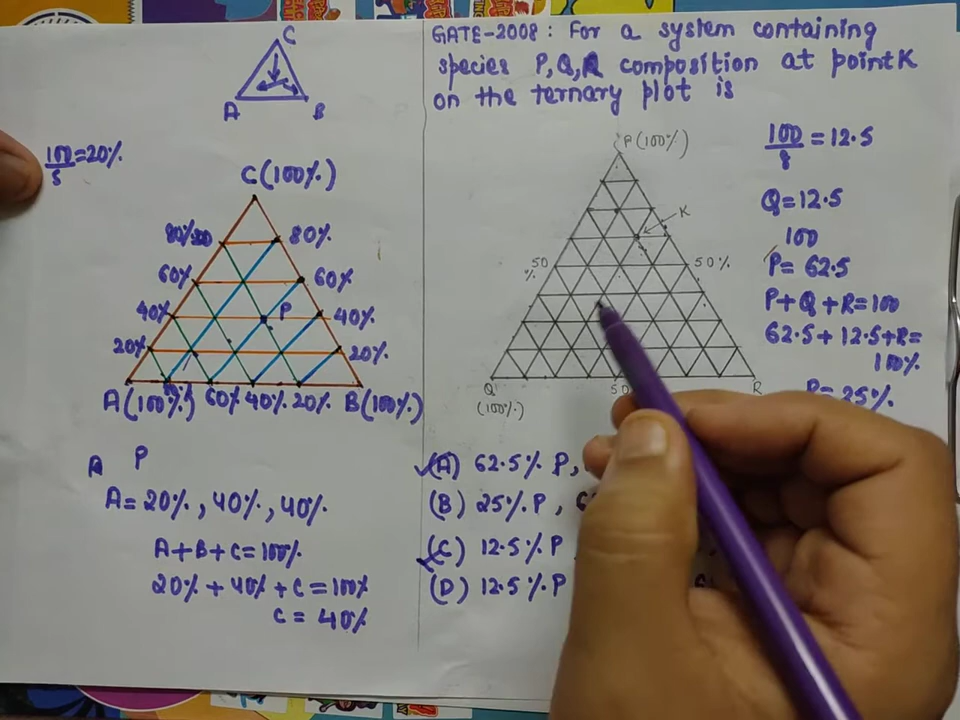 C
A
B
100/5 = 20%
C(100%)
80%
80%
60%
60%
40%
P
40%
20%
20%
A(100%)
60% 40% 20%
B(100%)
A P
A = 20%, 40%, 40%
A+B+C = 100%
20% + 40% + C = 100%
C = 40%
GATE-2008: For a system containing
species P,Q,R composition at point K
on the ternary plot is
P(100%)
K
50
%
50%
Q
(100%)
50
R
100/8 = 12.5
Q = 12.5
100
P = 62.5
P+Q+R = 100
62.5+12.5+R =
100%
R = 25%
(A) 62.5% P,
(B) 25% P,
(C) 12.5% P
(D) 12.5% P